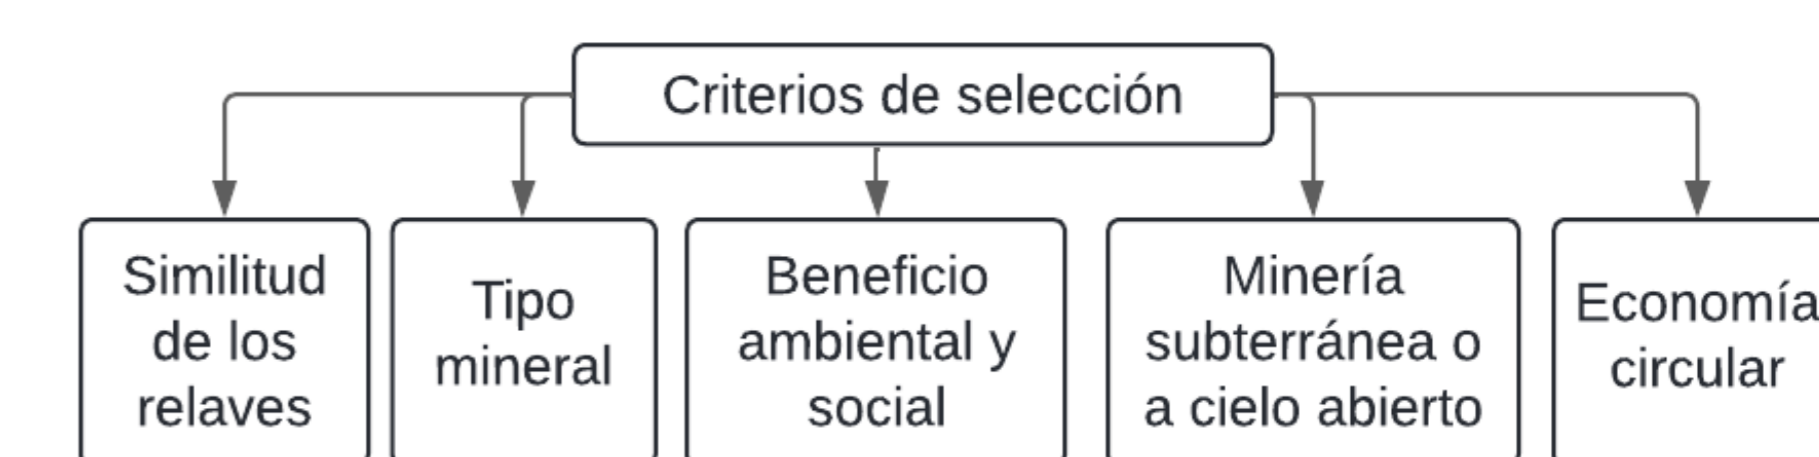 Criterios de selección
Similitud
de los
relaves
Tipo
mineral
Beneficio
ambiental y
social
Minería
subterránea o
a cielo abierto
Economía
circular